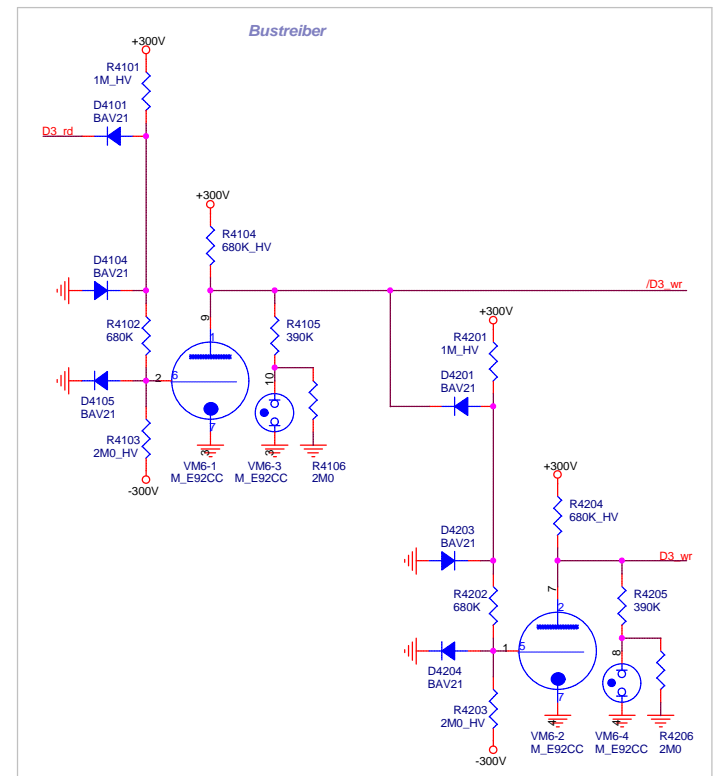 Bustreiber
+300V
R4101
1M_HV
D4101
BAV21
D3_rd
+300V
R4104
680K_HV
D4104
BAV21
/D3_wr
9
1
R4102
680K
R4105
390K
+300V
R4201
1M_HV
D4201
BAV21
2
6
10
D4105
BAV21
7
R4103
2M0_HV
3
3
VM6-1
M_E92CC
VM6-3
M_E92CC
R4106
2M0
-300V
+300V
R4204
680K_HV
D4203
BAV21
D3_wr
7
2
R4202
680K
R4205
390K
1
5
8
D4204
BAV21
7
R4203
2M0_HV
4
4
VM6-2
M_E92CC
VM6-4
M_E92CC
R4206
2M0
-300V